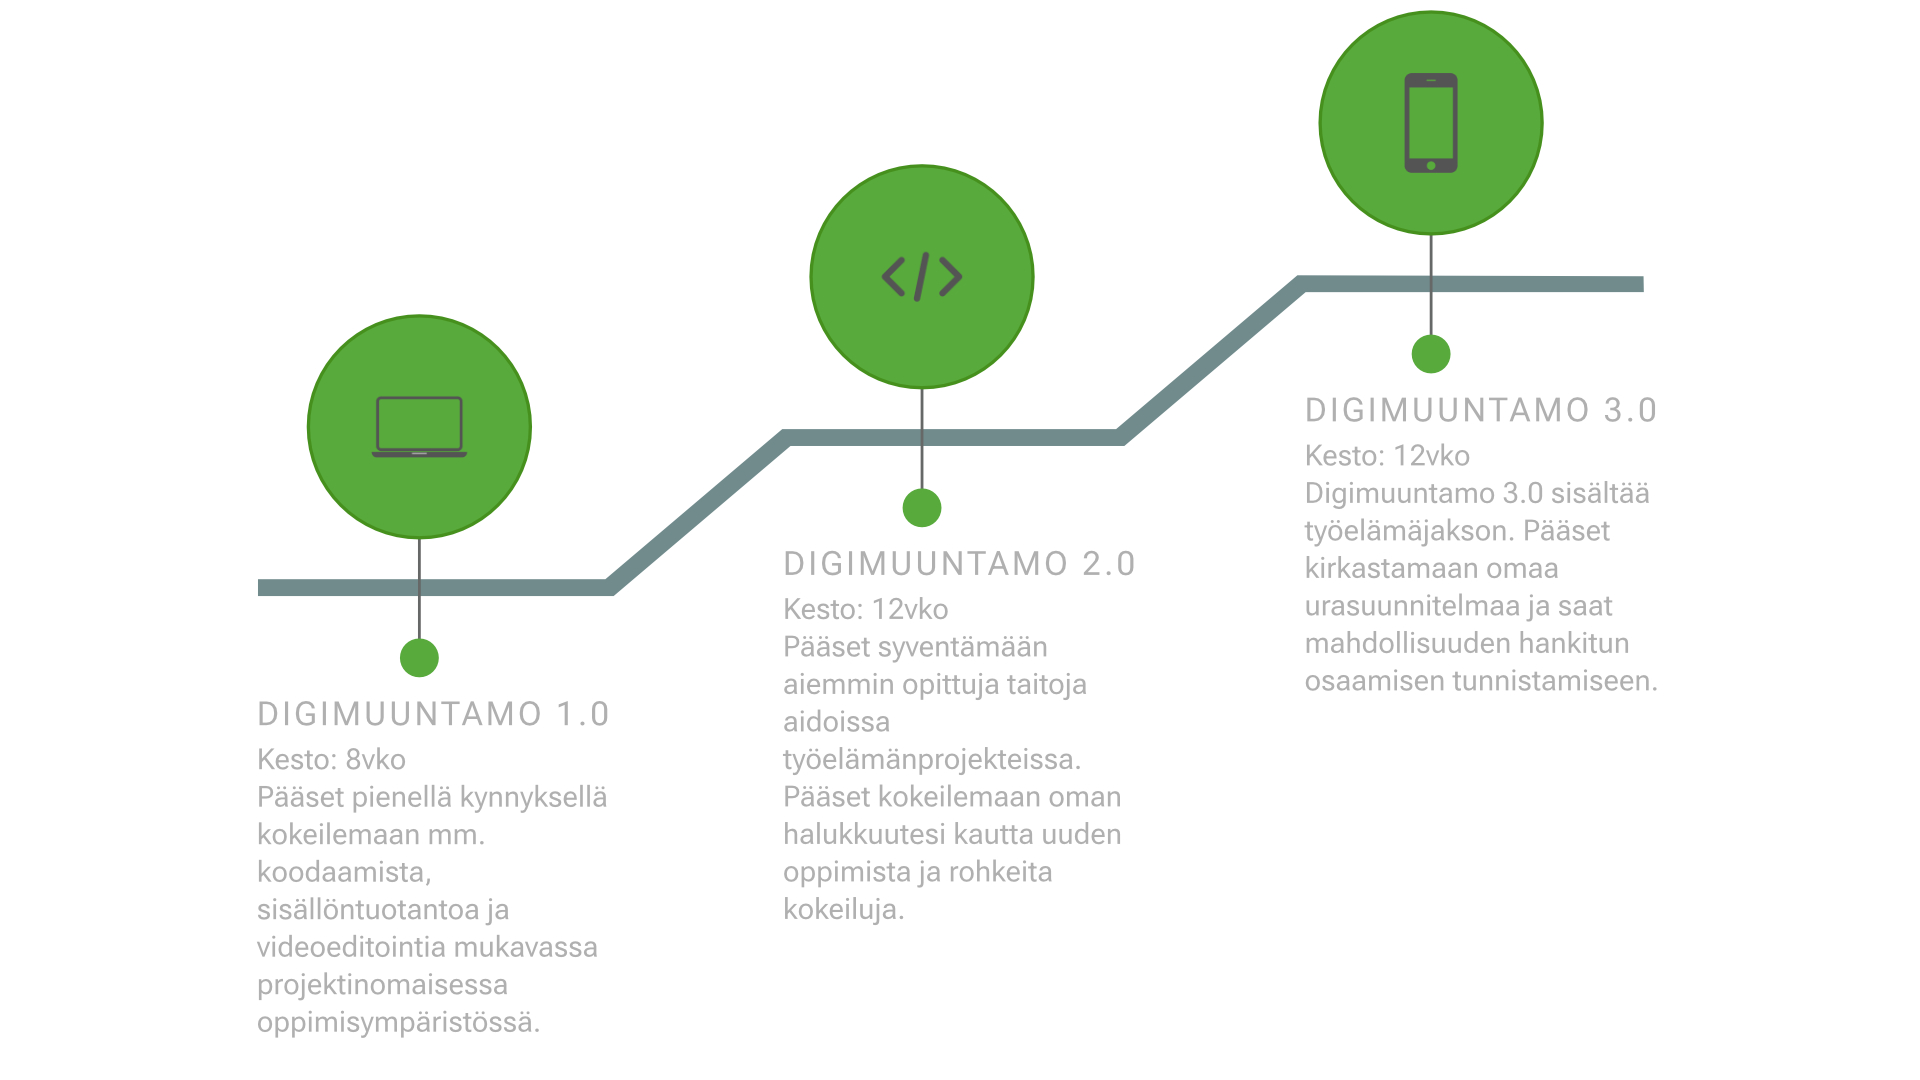 DIGIMUUNTAMO 1.0
Kesto: 8vko
Pääset pienellä kynnyksellä
kokeilemaan mm.
koodaamista,
sisällöntuotantoa ja
videoeditointia mukavassa
projektinomaisessa
oppimisympäristössä.
DIGIMUUNTAMO 2.0
Kesto: 12vko
Pääset syventämään
aiemmin opittuja taitoja
aidoissa
työelämänprojekteissa.
Pääset kokeilemaan oman
halukkuutesi kautta uuden
oppimista ja rohkeita
kokeiluja.
DIGIMUUNTAMO 3.0
Kesto: 12vko
Digimuuntamo 3.0 sisältää
työelämäjakson. Pääset
kirkastamaan omaa
urasuunnitelmaa ja saat
mahdollisuuden hankitun
osaamisen tunnistamiseen.